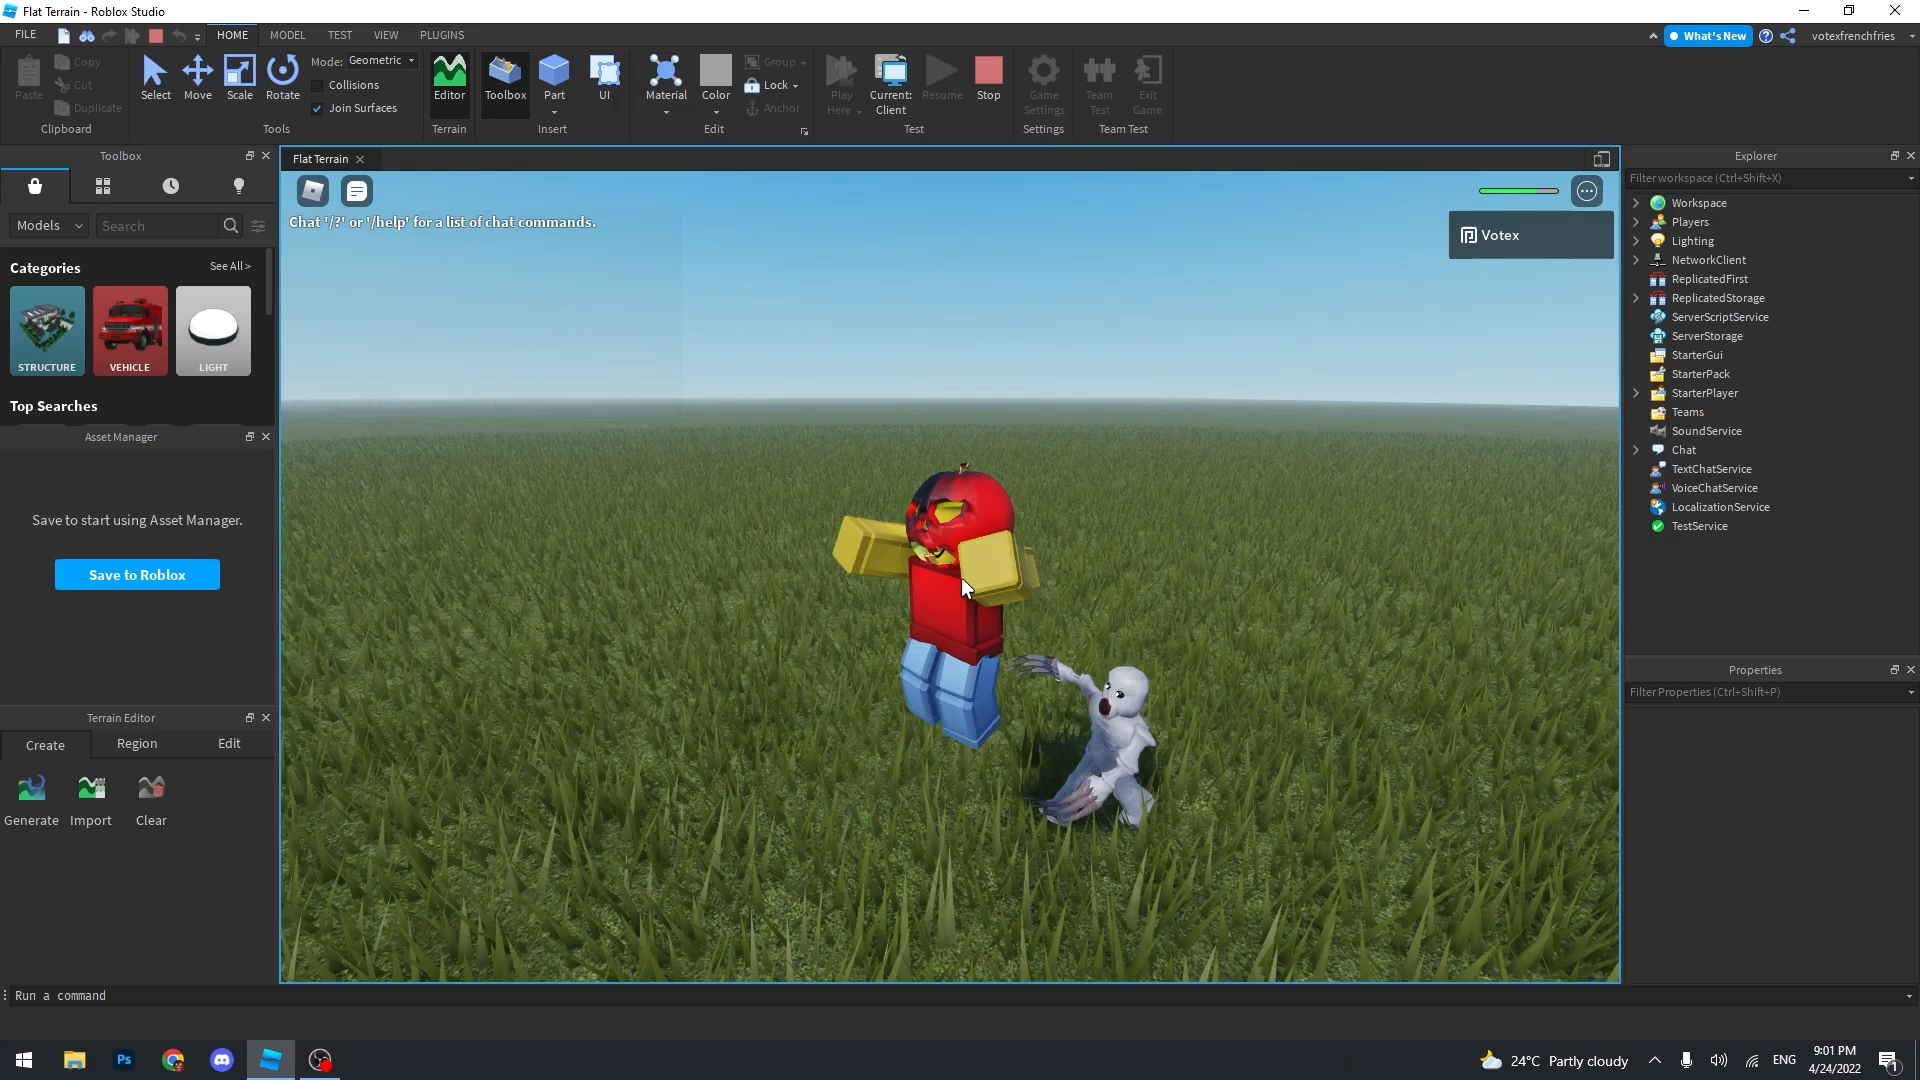 Flat Terrain - Roblox Studio
FILE
HOME
MODEL
TEST
VIEW
PLUGINS
What's New
votexfrenchfries
Paste
Copy
Cut
Duplicate
Clipboard
Select
Move
Scale
Rotate
Mode: Geometric
Collisions
Join Surfaces
Tools
Editor
Terrain
Toolbox
Part
UI
Insert
Material
Color
Group
Lock
Anchor
Edit
Play
Here
Current:
Client
Resume
Stop
Test
Game
Settings
Settings
Team
Test
Exit
Game
Team Test
Toolbox
Models
Search
Categories
See All >
STRUCTURE
VEHICLE
LIGHT
Top Searches
Asset Manager
Save to start using Asset Manager.
Save to Roblox
Terrain Editor
Create
Region
Edit
Generate
Import
Clear
Flat Terrain
Chat '/?' or '/help' for a list of chat commands.
Votex
Explorer
Filter workspace (Ctrl+Shift+X)
Workspace
Players
Lighting
NetworkClient
ReplicatedFirst
ReplicatedStorage
ServerScriptService
ServerStorage
StarterGui
StarterPack
StarterPlayer
Teams
SoundService
Chat
TextChatService
VoiceChatService
LocalizationService
TestService
Properties
Filter Properties (Ctrl+Shift+P)
Run a command
Ps
24°C Partly cloudy
ENG
9:01 PM
4/24/2022
1